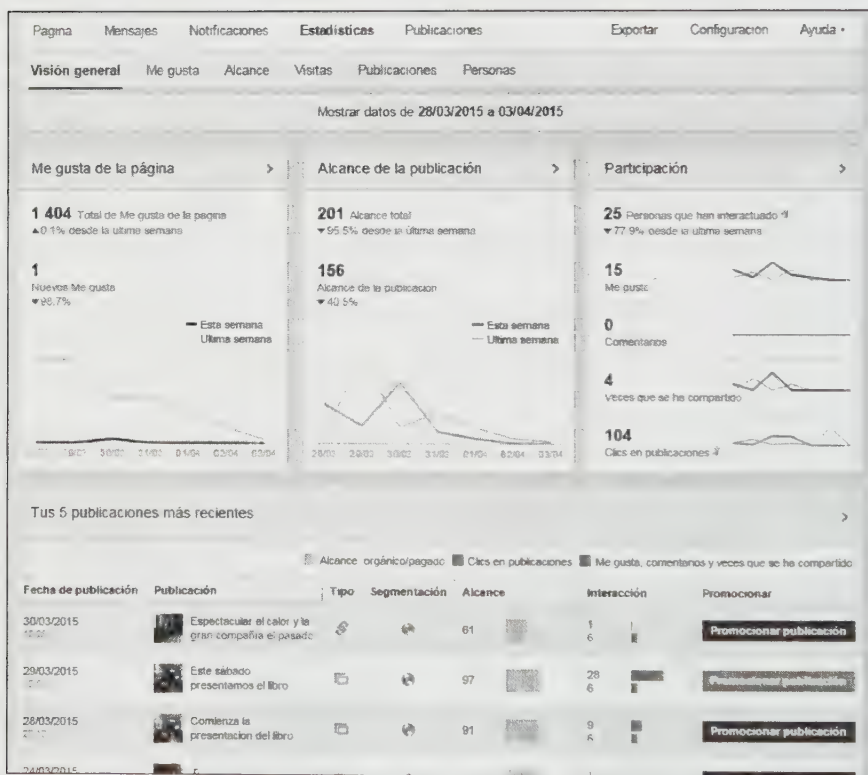 Pagina Mensajes Notificaciones Estadísticas Publicaciones Exportar Configuracion Ayuda
Visión general Me gusta Alcance Visitas Publicaciones Personas
Mostrar datos de 28/03/2015 a 03/04/2015
Me gusta de la página > Alcance de la publicación > Participación >
1 404 Total de Me gusta de la pagina 201 Alcance total 25 Personas que han interactuado
▲0.1% desde la ultima semana ▼95.5% desde la última semana ▼77.9% desde la ultima semana
1 156 15
Nuevos Me gusta Alcance de la publicacion Me gusta
▼98.7% ▼40.5%
Esta semana Esta semana 0
Ultima semana Ultima semana Comentarios
4
Veces que se ha compartido
104
Clics en publicaciones
30/03 31/03 01/04 02/04 03/04 28/03 29/03 30/03 31/03 01/04 02/04 03/04
Tus 5 publicaciones más recientes >
Alcance orgánico/pagado Clics en publicaciones Me gusta, comentarios y veces que se ha compartido
Fecha de publicación Publicación Tipo Segmentación Alcance Interacción Promocionar
30/03/2015 Espectacular el calor y la gran compañia el pasado 61 1 6 Promocionar publicación
29/03/2015 Este sábado presentamos el libro 97 28 6
28/03/2015 Comienza la presentacion del libro 91 9 6 Promocionar publicación
24/03/2015